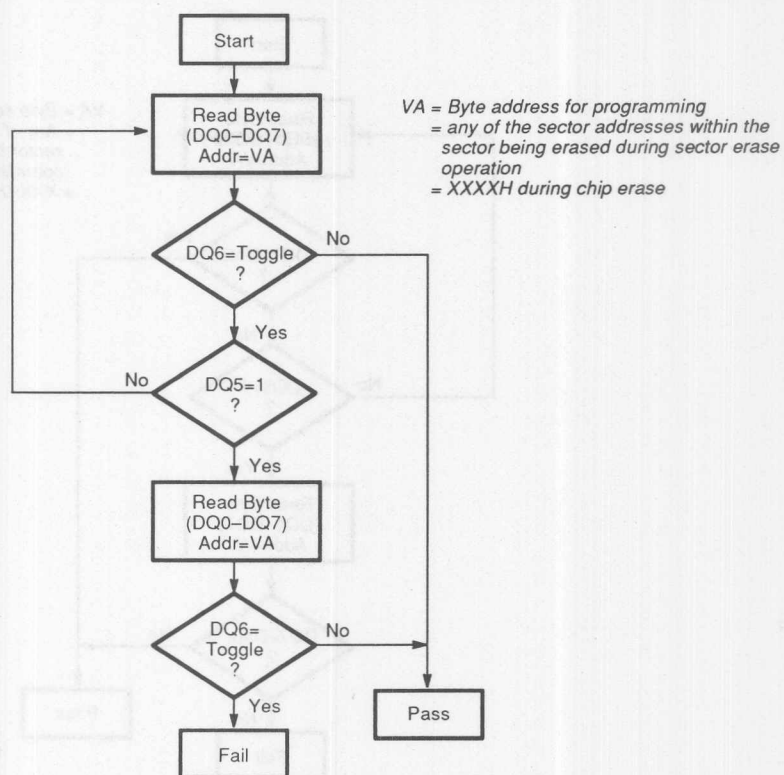 Start
Read Byte
(DQ0–DQ7)
Addr=VA
VA = Byte address for programming
= any of the sector addresses within the
sector being erased during sector erase
operation
= XXXXH during chip erase
DQ6=Toggle
?
No
Yes
DQ5=1
?
No
Yes
Read Byte
(DQ0–DQ7)
Addr=VA
DQ6=
Toggle
?
No
Yes
Pass
Fail